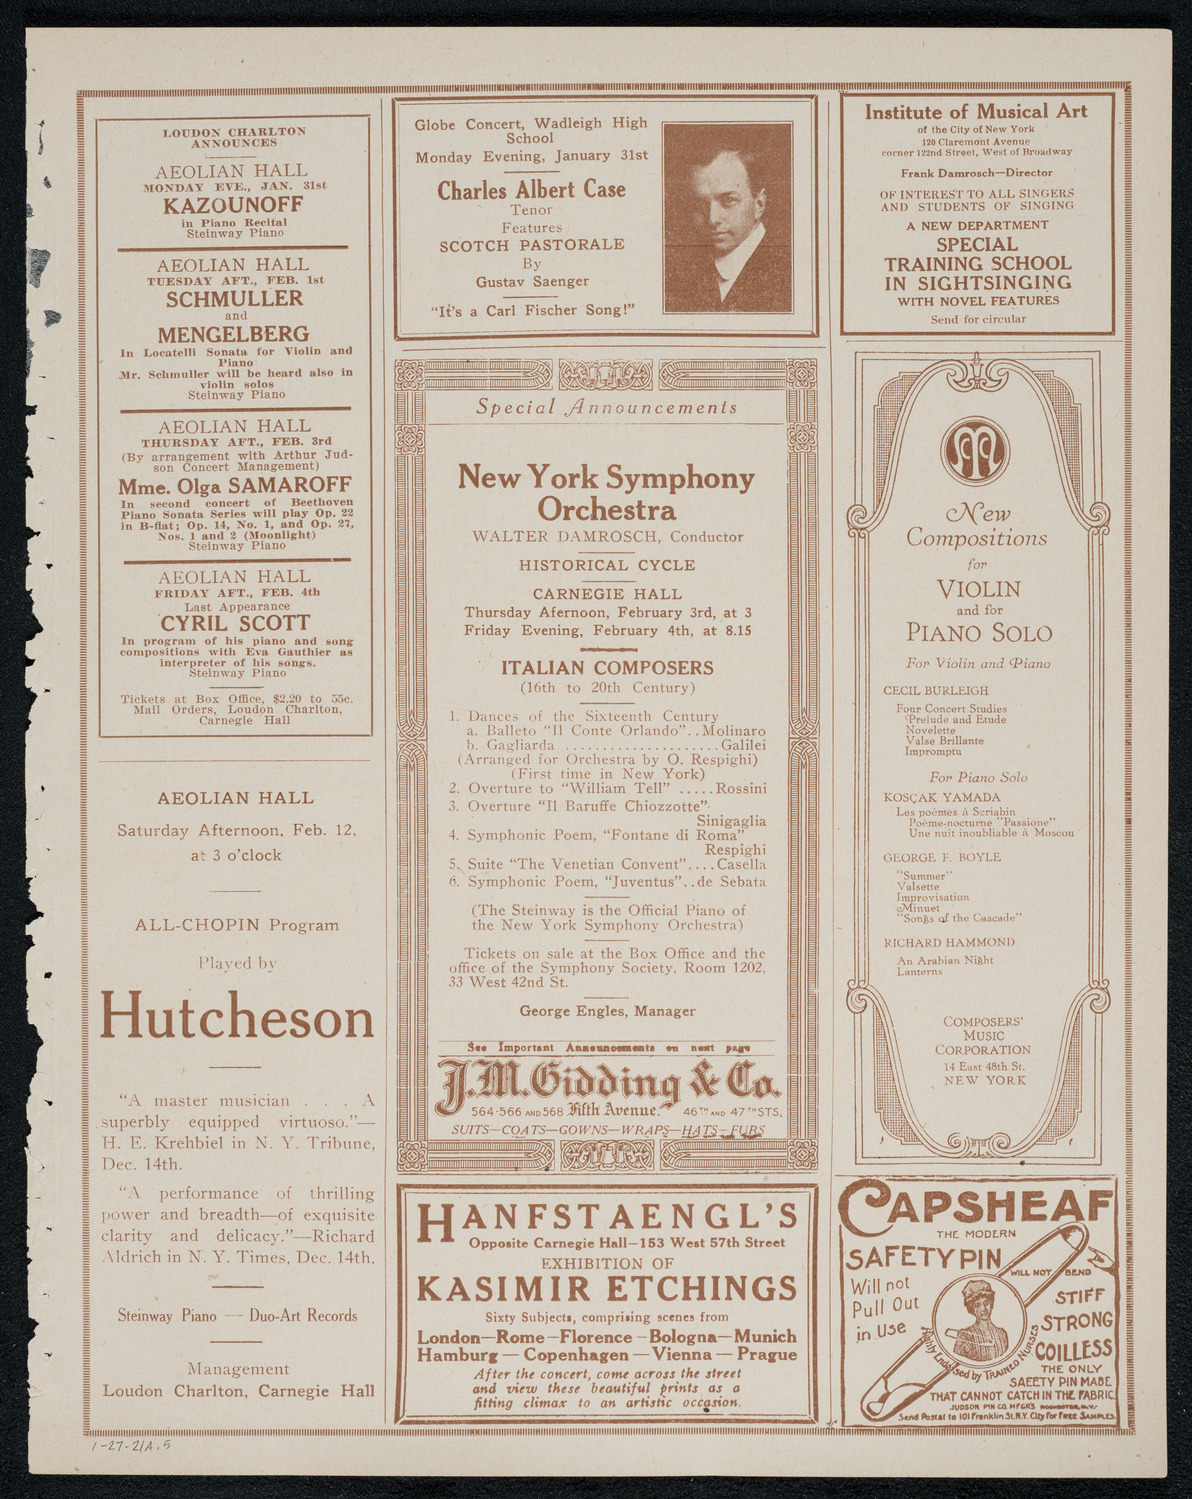 LOUDON CHARLTON
ANNOUNCES
AEOLIAN HALL
MONDAY EVE., JAN. 31st
KAZOUNOFF
in Piano Recital
Steinway Piano
AEOLIAN HALL
TUESDAY AFT., FEB. 1st
SCHMULLER
and
MENGELBERG
In Locatelli Sonata for Violin and
Piano
Mr. Schmuller will be heard also in
violin solos
Steinway Piano
AEOLIAN HALL
THURSDAY AFT., FEB. 3rd
(By arrangement with Arthur Jud-
son Concert Management)
Mme. Olga SAMAROFF
In second concert of Beethoven
Piano Sonata Series will play Op. 22
in B-flat; Op. 14, No. 1, and Op. 27,
Nos. 1 and 2 (Moonlight)
Steinway Piano
AEOLIAN HALL
FRIDAY AFT., FEB. 4th
Last Appearance
CYRIL SCOTT
In program of his piano and song
compositions with Eva Gauthier as
interpreter of his songs.
Steinway Piano
Tickets at Box Office, $2.20 to 55c.
Mail Orders, Loudon Charlton,
Carnegie Hall
AEOLIAN HALL
Saturday Afternoon, Feb. 12,
at 3 o'clock
ALL-CHOPIN Program
Played by
Hutcheson
"A master musician . . . A
superbly equipped virtuoso."—
H. E. Krehbiel in N. Y. Tribune,
Dec. 14th.
"A performance of thrilling
power and breadth—of exquisite
clarity and delicacy."—Richard
Aldrich in N. Y. Times, Dec. 14th.
Steinway Piano — Duo-Art Records
Management
Loudon Charlton, Carnegie Hall
Globe Concert, Wadleigh High
School
Monday Evening, January 31st
Charles Albert Case
Tenor
Features
SCOTCH PASTORALE
By
Gustav Saenger
"It's a Carl Fischer Song!"
Special Announcements
New York Symphony
Orchestra
WALTER DAMROSCH, Conductor
HISTORICAL CYCLE
CARNEGIE HALL
Thursday Afernoon, February 3rd, at 3
Friday Evening, February 4th, at 8.15
ITALIAN COMPOSERS
(16th to 20th Century)
1. Dances of the Sixteenth Century
a. Balleto "Il Conte Orlando"..Molinaro
b. Gagliarda .....................Galilei
(Arranged for Orchestra by O. Respighi)
(First time in New York)
2. Overture to "William Tell" .....Rossini
3. Overture "Il Baruffe Chiozzotte"
Sinigaglia
4. Symphonic Poem, "Fontane di Roma"
Respighi
5. Suite "The Venetian Convent"....Casella
6. Symphonic Poem, "Juventus"..de Sebata
(The Steinway is the Official Piano of
the New York Symphony Orchestra)
Tickets on sale at the Box Office and the
office of the Symphony Society, Room 1202,
33 West 42nd St.
George Engles, Manager
See Important Announcements on next page
J.M. Gidding & Co.
564-566 AND 568 Fifth Avenue. 46TH AND 47TH STS.
SUITS—COATS—GOWNS—WRAPS—HATS—FURS
HANFSTAENGL'S
Opposite Carnegie Hall—153 West 57th Street
EXHIBITION OF
KASIMIR ETCHINGS
Sixty Subjects, comprising scenes from
London—Rome—Florence—Bologna—Munich
Hamburg — Copenhagen — Vienna — Prague
After the concert, come across the street
and view these beautiful prints as a
fitting climax to an artistic occasion.
Institute of Musical Art
of the City of New York
120 Claremont Avenue
corner 122nd Street, West of Broadway
Frank Damrosch—Director
OF INTEREST TO ALL SINGERS
AND STUDENTS OF SINGING
A NEW DEPARTMENT
SPECIAL
TRAINING SCHOOL
IN SIGHTSINGING
WITH NOVEL FEATURES
Send for circular
New
Compositions
for
VIOLIN
and for
PIANO SOLO
For Violin and Piano
CECIL BURLEIGH
Four Concert Studies
Prelude and Etude
Novelette
Valse Brillante
Impromptu
For Piano Solo
KOSÇAK YAMADA
Les poèmes à Scriabin
Poème-nocturne "Passione"
Une nuit inoubliable à Moscou
GEORGE F. BOYLE
"Summer"
Valsette
Improvisation
Minuet
"Songs of the Cascade"
RICHARD HAMMOND
An Arabian Night
Lanterns
COMPOSERS'
MUSIC
CORPORATION
14 East 48th St.
NEW YORK
CAPSHEAF
THE MODERN
SAFETY PIN
WILL NOT BEND
Will not
Pull Out
in Use
STIFF
STRONG
COILLESS
Highly Endorsed by TRAINED NURSES
THE ONLY
SAFETY PIN MADE
THAT CANNOT CATCH IN THE FABRIC.
JUDSON PIN CO. MFGRS. ROCHESTER, N.Y.
Send Postal to 101 Franklin St. N.Y. City For FREE SAMPLES.
1-27-21A.5